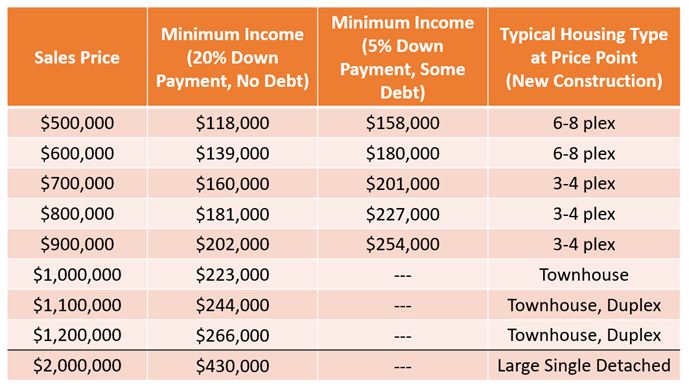 Sales Price
Minimum Income
(20% Down
Payment, No Debt)
Minimum Income
(5% Down
Payment, Some
Debt)
Typical Housing Type
at Price Point
(New Construction)
$500,000 $118,000 $158,000 6-8 plex
$600,000 $139,000 $180,000 6-8 plex
$700,000 $160,000 $201,000 3-4 plex
$800,000 $181,000 $227,000 3-4 plex
$900,000 $202,000 $254,000 3-4 plex
$1,000,000 $223,000 --- Townhouse
$1,100,000 $244,000 --- Townhouse, Duplex
$1,200,000 $266,000 --- Townhouse, Duplex
$2,000,000 $430,000 --- Large Single Detached